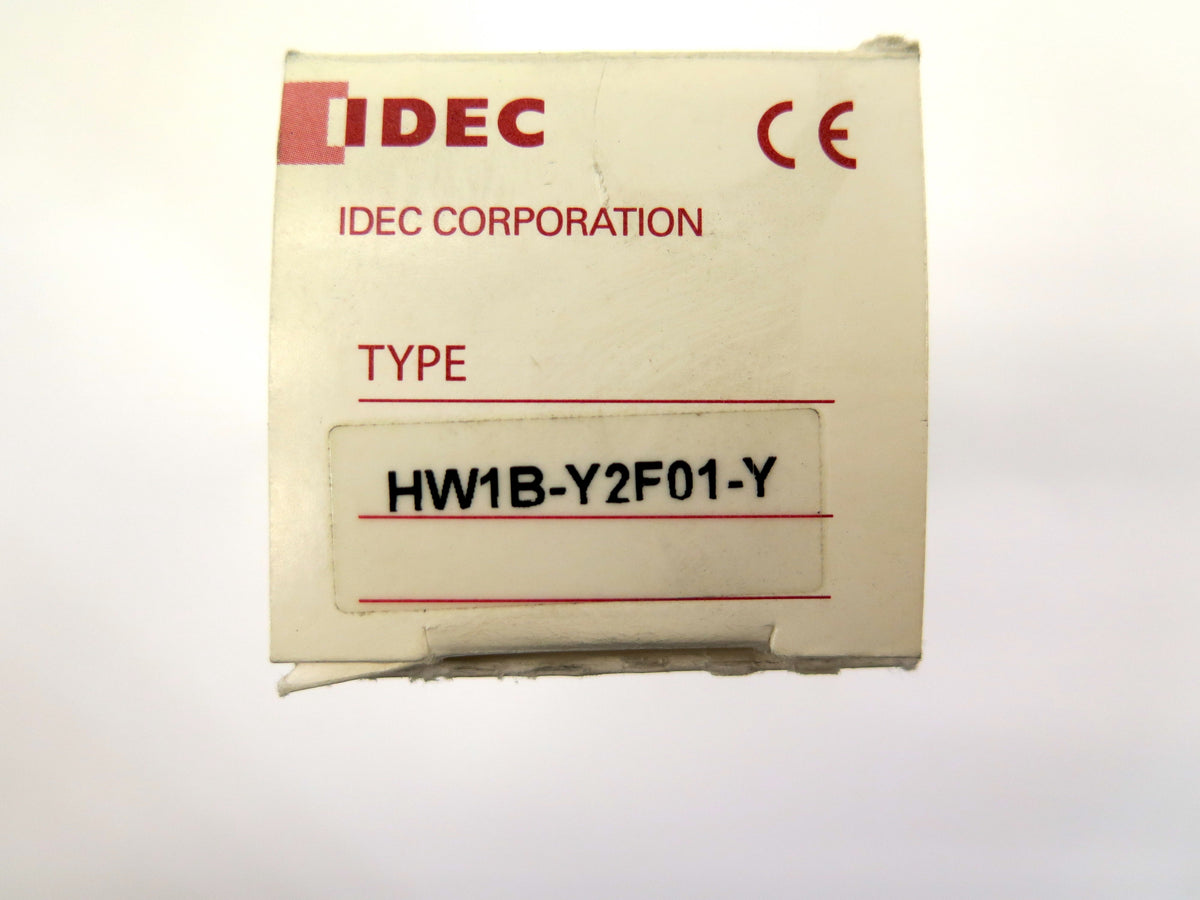 IDEC CE
IDEC CORPORATION
TYPE
HW1B-Y2F01-Y